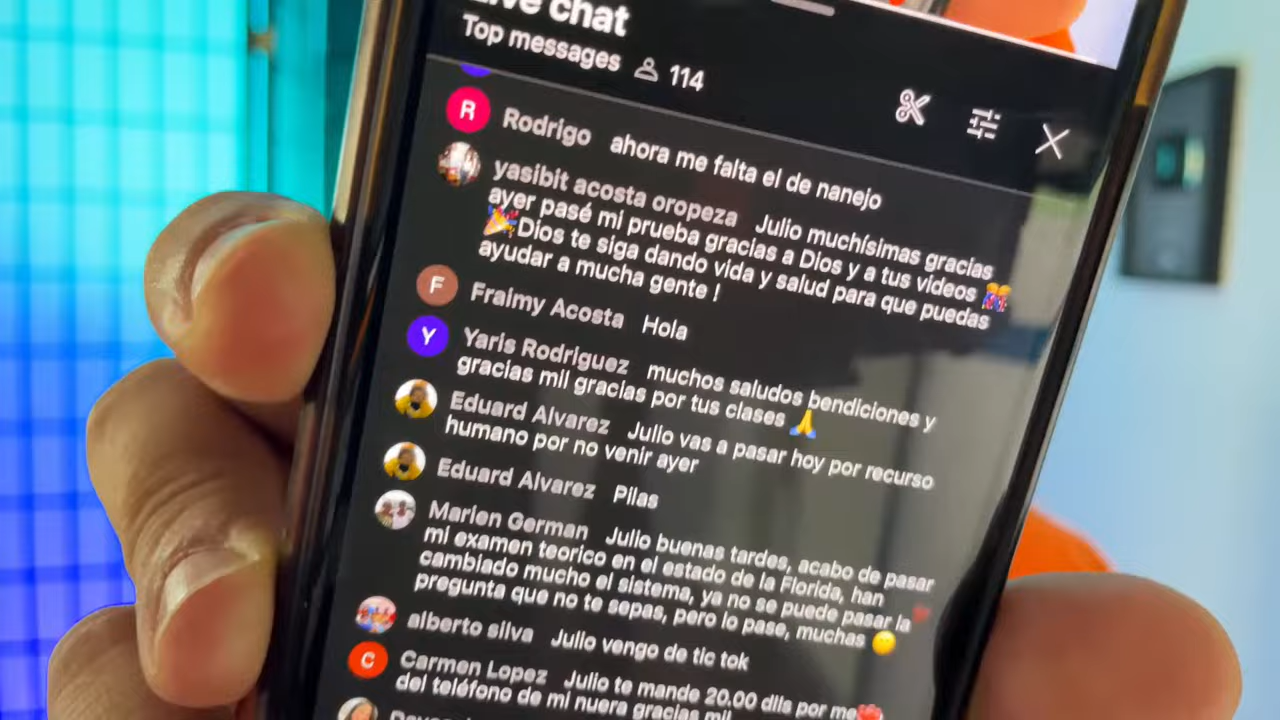 Live chat
Top messages 114
R Rodrigo ahora me falta el de nanejo
yasibit acosta oropeza Julio muchísimas gracias
ayer pasé mi prueba gracias a Dios y a tus videos
Dios te siga dando vida y salud para que puedas
ayudar a mucha gente !
F Fraimy Acosta Hola
Y Yaris Rodriguez muchos saludos bendiciones y
gracias mil gracias por tus clases
Eduard Alvarez Julio vas a pasar hoy por recurso
humano por no venir ayer
Eduard Alvarez Pilas
Marlen German Julio buenas tardes, acabo de pasar
mi examen teorico en el estado de la Florida, han
cambiado mucho el sistema, ya no se puede pasar la
pregunta que no te sepas, pero lo pase, muchas
alberto silva Julio vengo de tic tok
C Carmen Lopez Julio te mande 20.00 dlls por me
del teléfono de mi nuera gracias mil